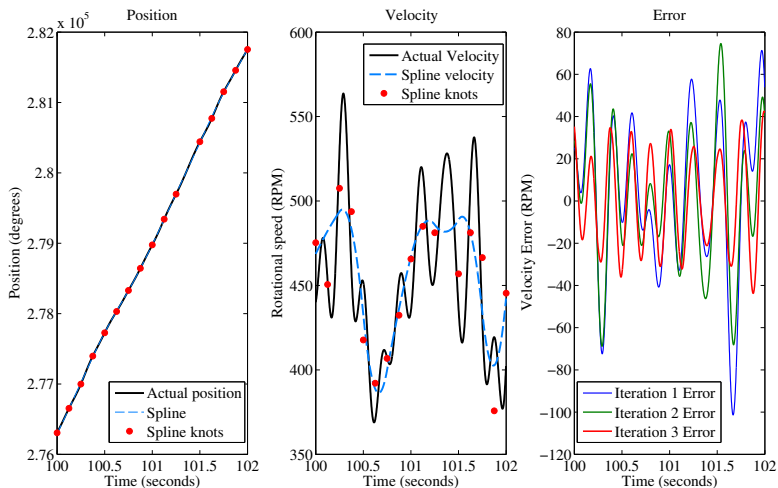 Position
x 10⁵
2.82
2.81
2.8
2.79
2.78
2.77
2.76
Position (degrees)
Actual position
Spline
Spline knots
100
100.5
101
101.5
102
Time (seconds)
Velocity
600
550
500
450
400
350
Rotational speed (RPM)
Actual Velocity
Spline velocity
Spline knots
100
100.5
101
101.5
102
Time (seconds)
Error
80
60
40
20
0
−20
−40
−60
−80
−100
−120
Velocity Error (RPM)
Iteration 1 Error
Iteration 2 Error
Iteration 3 Error
100
100.5
101
101.5
102
Time (seconds)